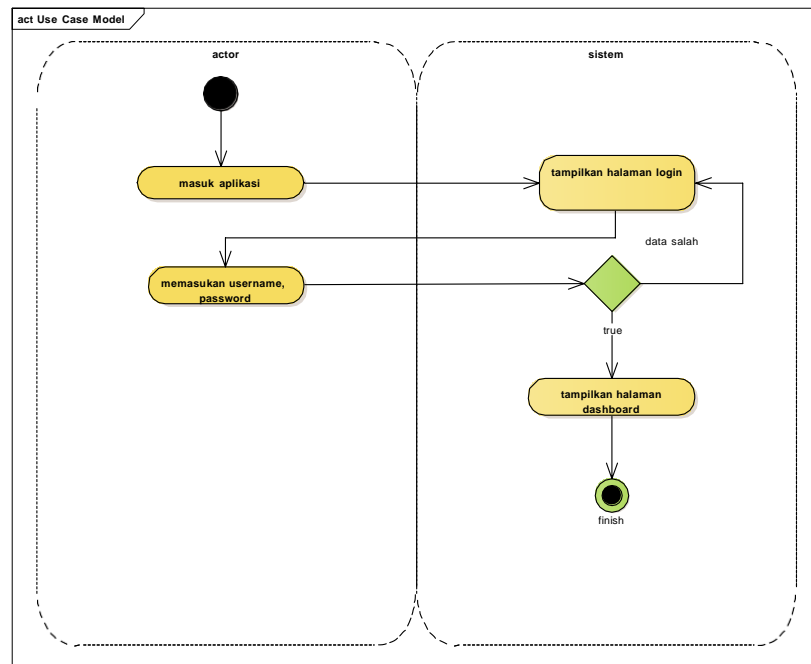 act Use Case Model
actor
sistem
masuk aplikasi
tampilkan halaman login
data salah
memasukan username,
password
true
tampilkan halaman
dashboard
finish